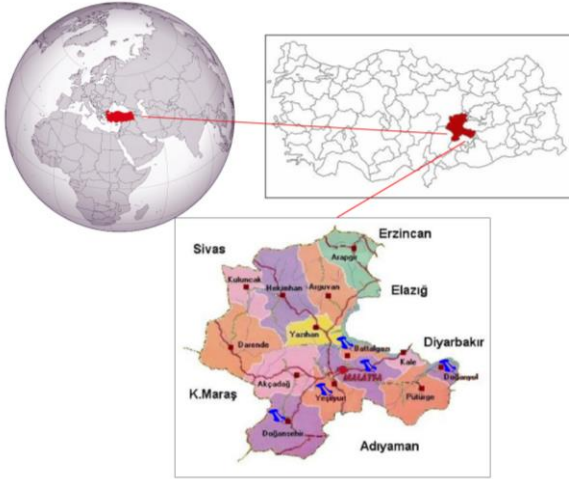 Erzincan
Sivas
Arapgir
Elazığ
Kuluncak
Hekimhan
Arguvan
Yazıhan
Diyarbakır
Darende
Battalgazi
Kale
Doğanyol
MALATYA
Akçadağ
K.Maraş
Yeşilyurt
Pütürge
Doğanşehir
Adıyaman